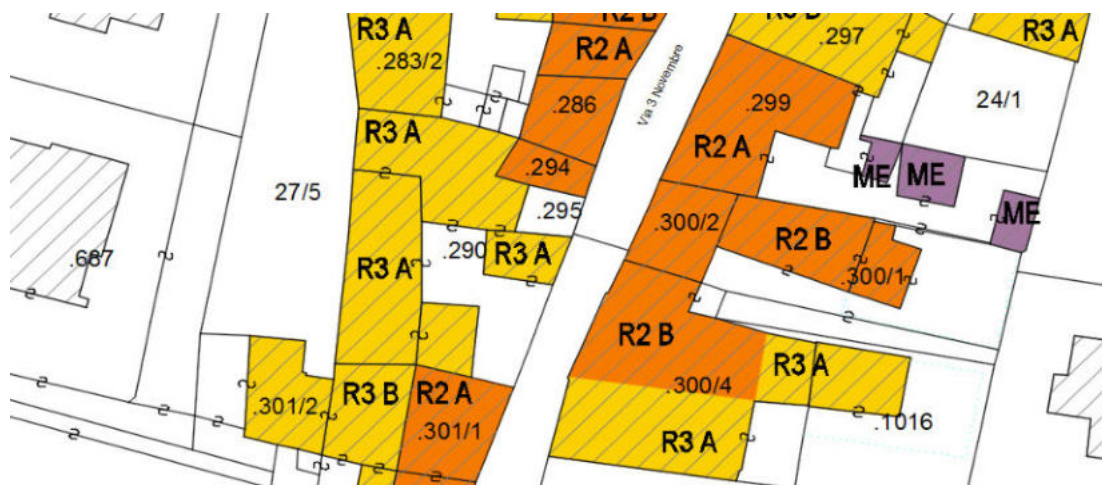 R3 A
.283/2
R2 B
R2 A
.286
Via 3 Novembre
R3 B
.297
R3 A
24/1
.299
R3 A
R2 A
.294
ME
ME
ME
27/5
.295
.300/2
.687
.290
R3 A
R3 A
R2 B
.300/1
R2 B
R3 A
.300/4
.301/2
R3 B
R2 A
.301/1
R3 A
.1016